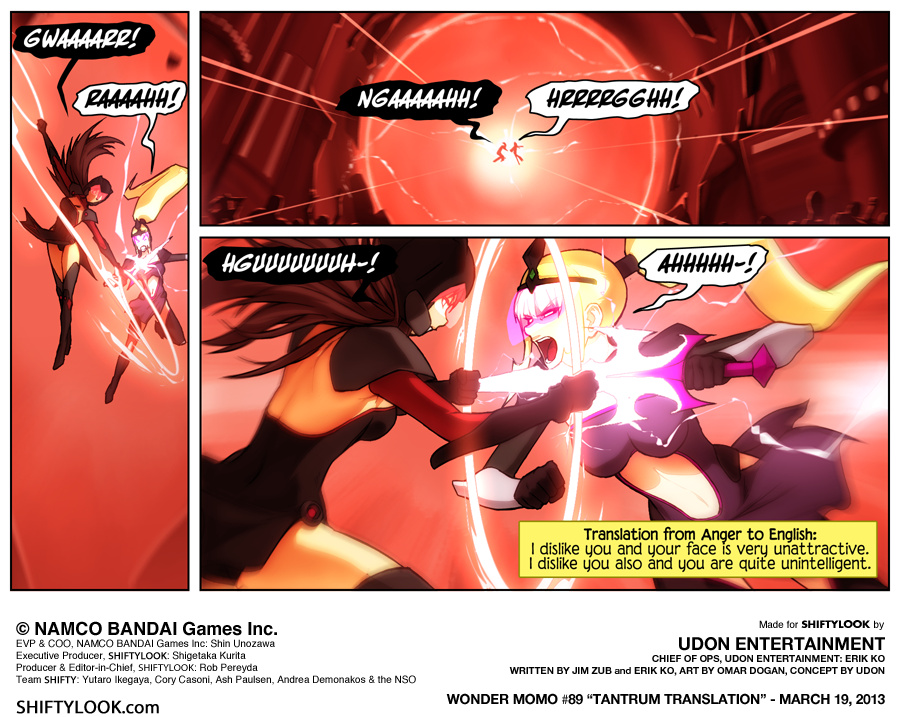 GWAAAARR!
RAAAAHH!
NGAAAAAHH!
HRRRRGGHH!
HGUUUUUUUH-!
AHHHHH-!
Translation from Anger to English:
I dislike you and your face is very unattractive.
I dislike you also and you are quite unintelligent.
© NAMCO BANDAI Games Inc.
EVP & COO, NAMCO BANDAI Games Inc: Shin Unozawa
Executive Producer, SHIFTYLOOK: Shigetaka Kurita
Producer & Editor-in-Chief, SHIFTYLOOK: Rob Pereyda
Team SHIFTY: Yutaro Ikegaya, Cory Casoni, Ash Paulsen, Andrea Demonakos & the NSO
SHIFTYLOOK.com
Made for SHIFTYLOOK by
UDON ENTERTAINMENT
CHIEF OF OPS, UDON ENTERTAINMENT: ERIK KO
WRITTEN BY JIM ZUB and ERIK KO, ART BY OMAR DOGAN, CONCEPT BY UDON
WONDER MOMO #89 “TANTRUM TRANSLATION” - MARCH 19, 2013